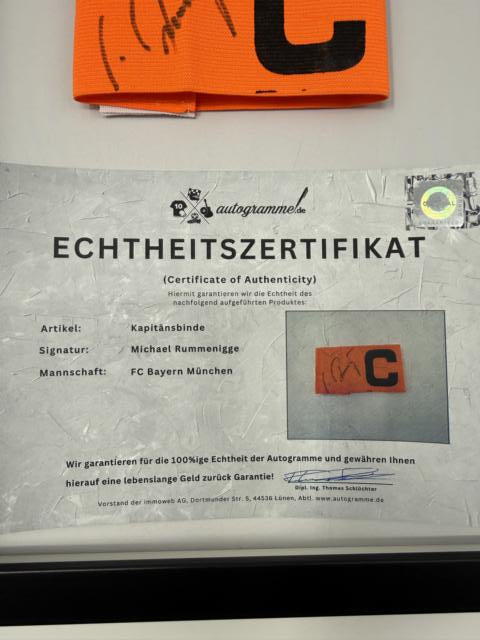 C
10
autogramme.de
ORIGINAL
ECHTHEITSZERTIFIKAT
(Certificate of Authenticity)
Hiermit garantieren wir die Echtheit des
nachfolgend aufgeführten Produktes:
Artikel: Kapitänsbinde
Signatur: Michael Rummenigge
Mannschaft: FC Bayern München
C
Wir garantieren für die 100%ige Echtheit der Autogramme und gewähren Ihnen
hierauf eine lebenslange Geld zurück Garantie!
Dipl. Ing. Thomas Schlüchter
Vorstand der immoweb AG, Dortmunder Str. 5, 44536 Lünen, Abtl. www.autogramme.de